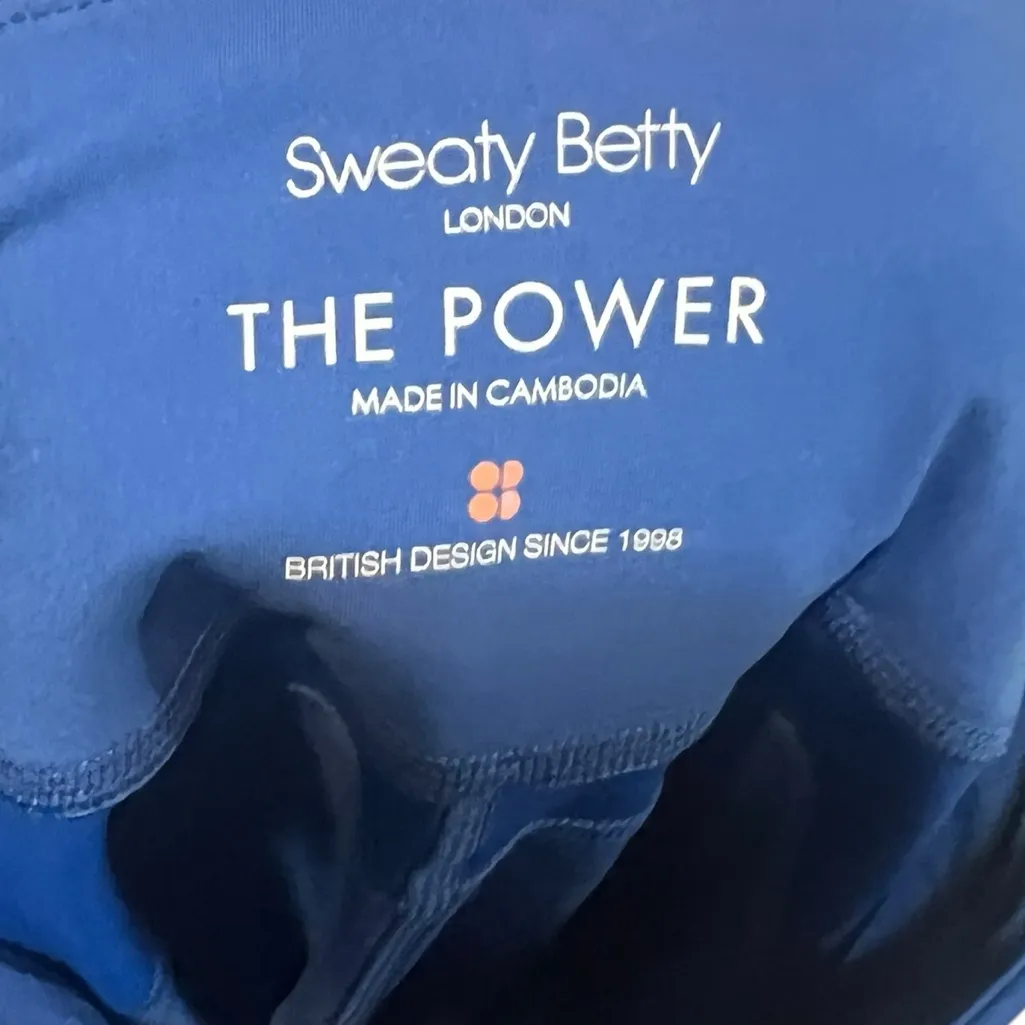 Sweaty Betty
LONDON
THE POWER
MADE IN CAMBODIA
BRITISH DESIGN SINCE 1998